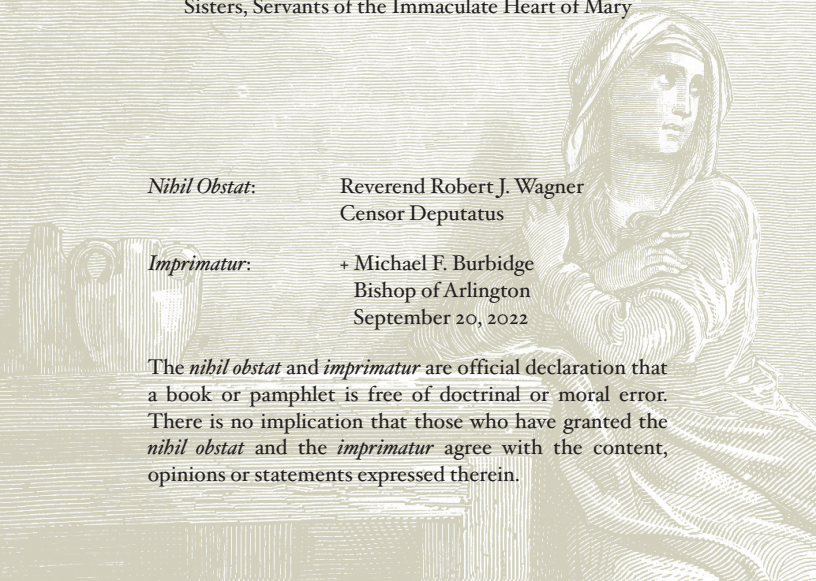 Sisters, Servants of the Immaculate Heart of Mary
Nihil Obstat: Reverend Robert J. Wagner
Censor Deputatus
Imprimatur: + Michael F. Burbidge
Bishop of Arlington
September 20, 2022
The nihil obstat and imprimatur are official declaration that
a book or pamphlet is free of doctrinal or moral error.
There is no implication that those who have granted the
nihil obstat and the imprimatur agree with the content,
opinions or statements expressed therein.